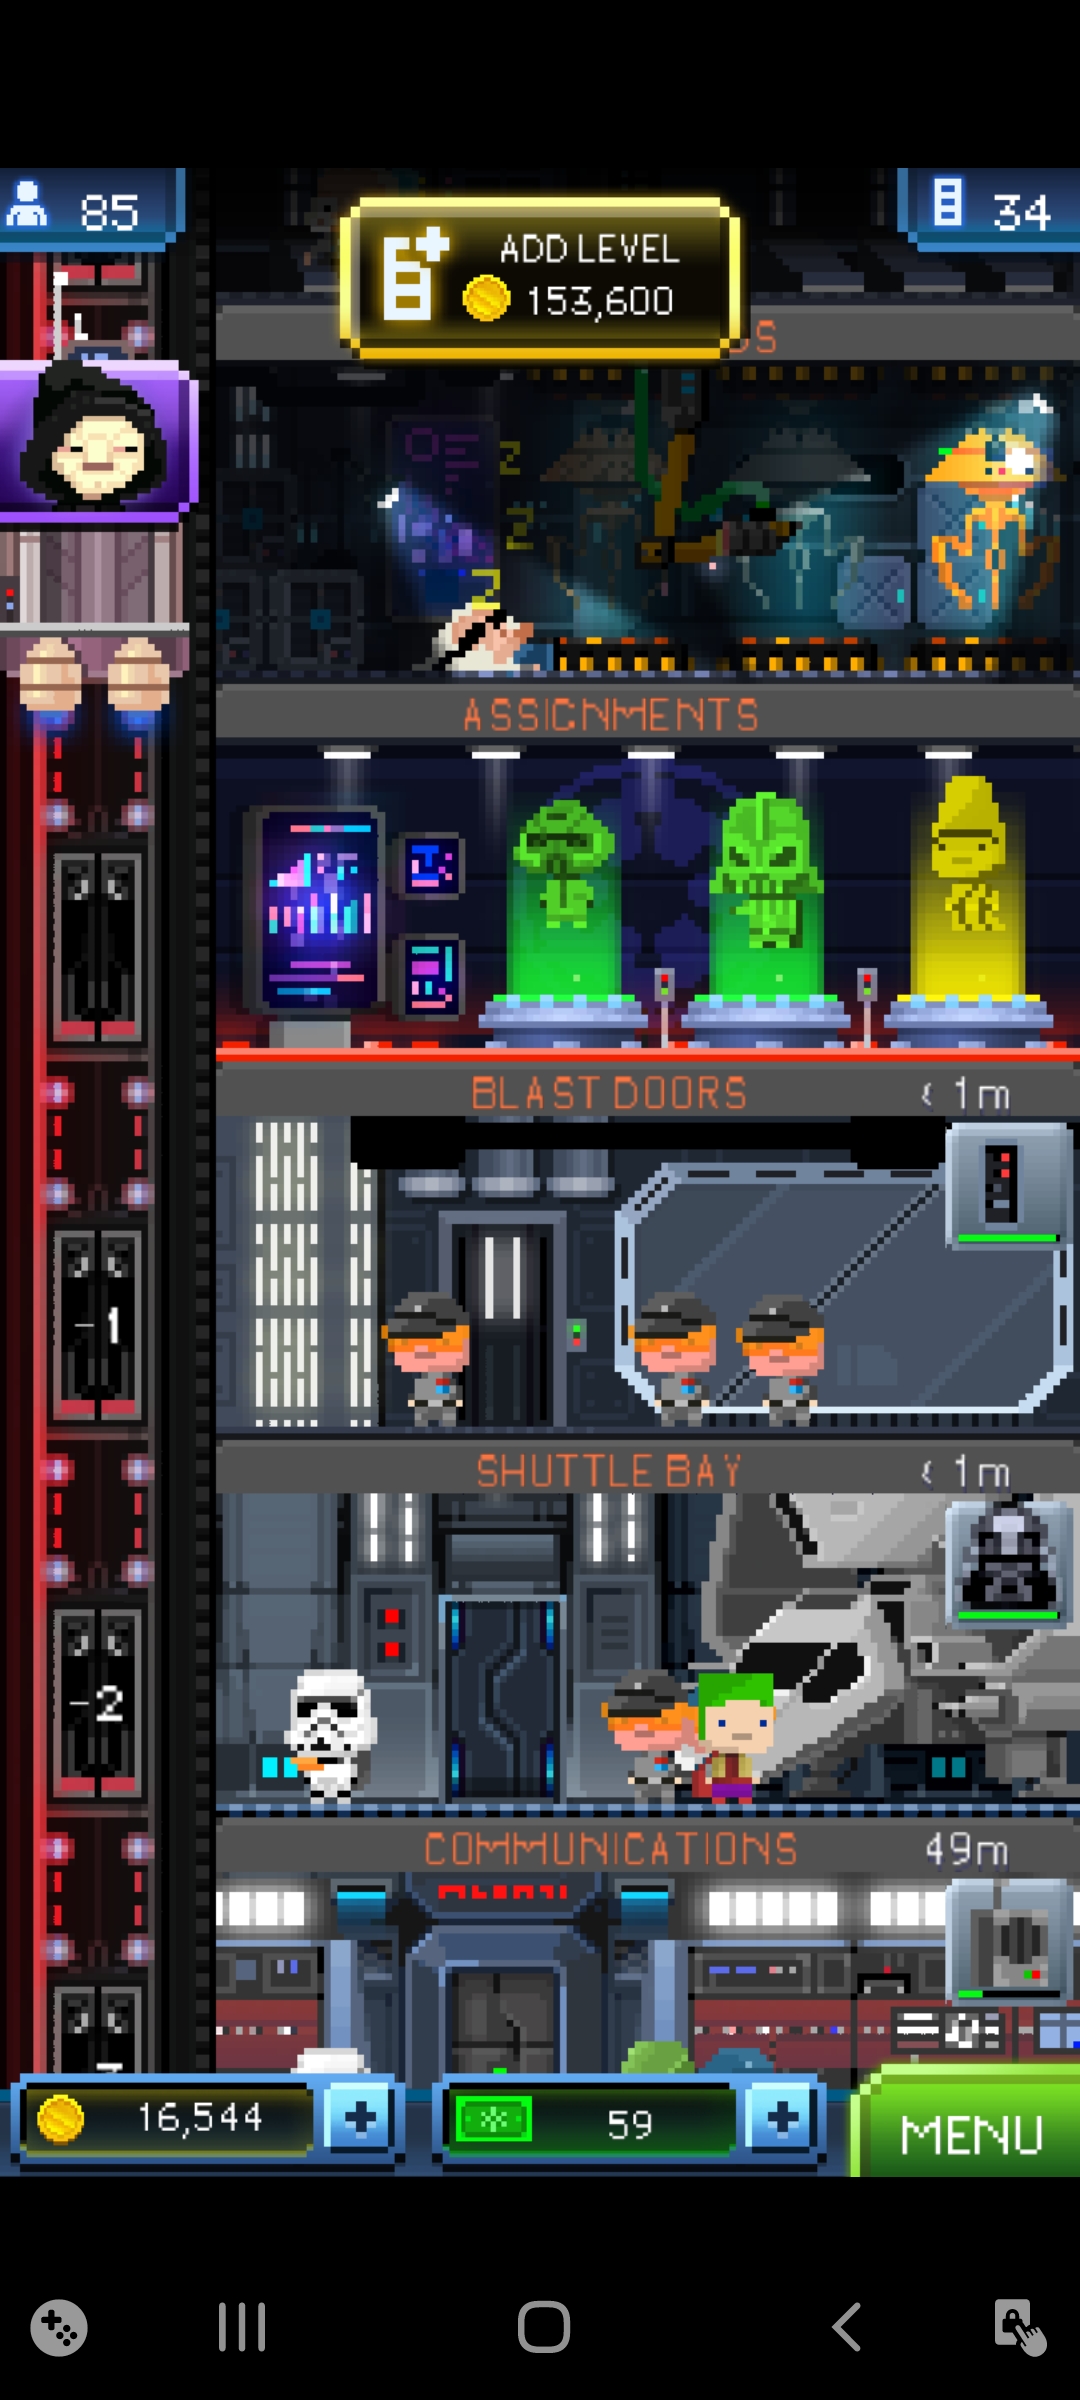 85
ADD LEVEL
153,600
34
DS
Z
Z
Z
ASSIGNMENTS
BLAST DOORS < 1m
-1
SHUTTLE BAY < 1m
-2
COMMUNICATIONS 49m
16,544 +
59 +
MENU